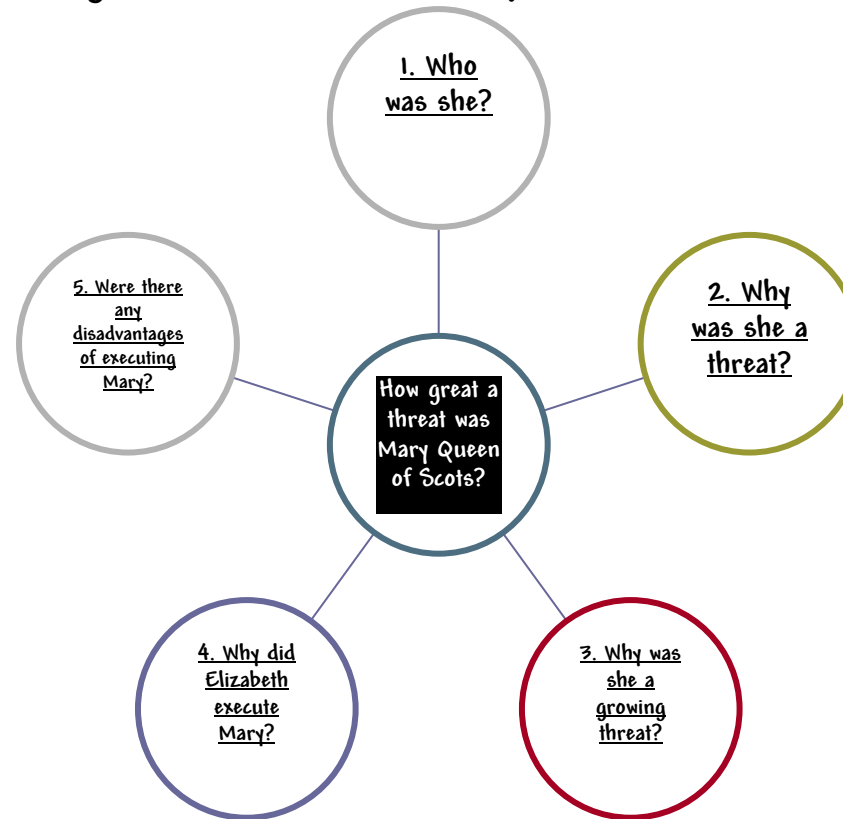 1. Who
was she?
2. Why
was she a
threat?
3. Why was
she a
growing
threat?
4. Why did
Elizabeth
execute
Mary?
5. Were there
any
disadvantages
of executing
Mary?
How great a
threat was
Mary Queen
of Scots?